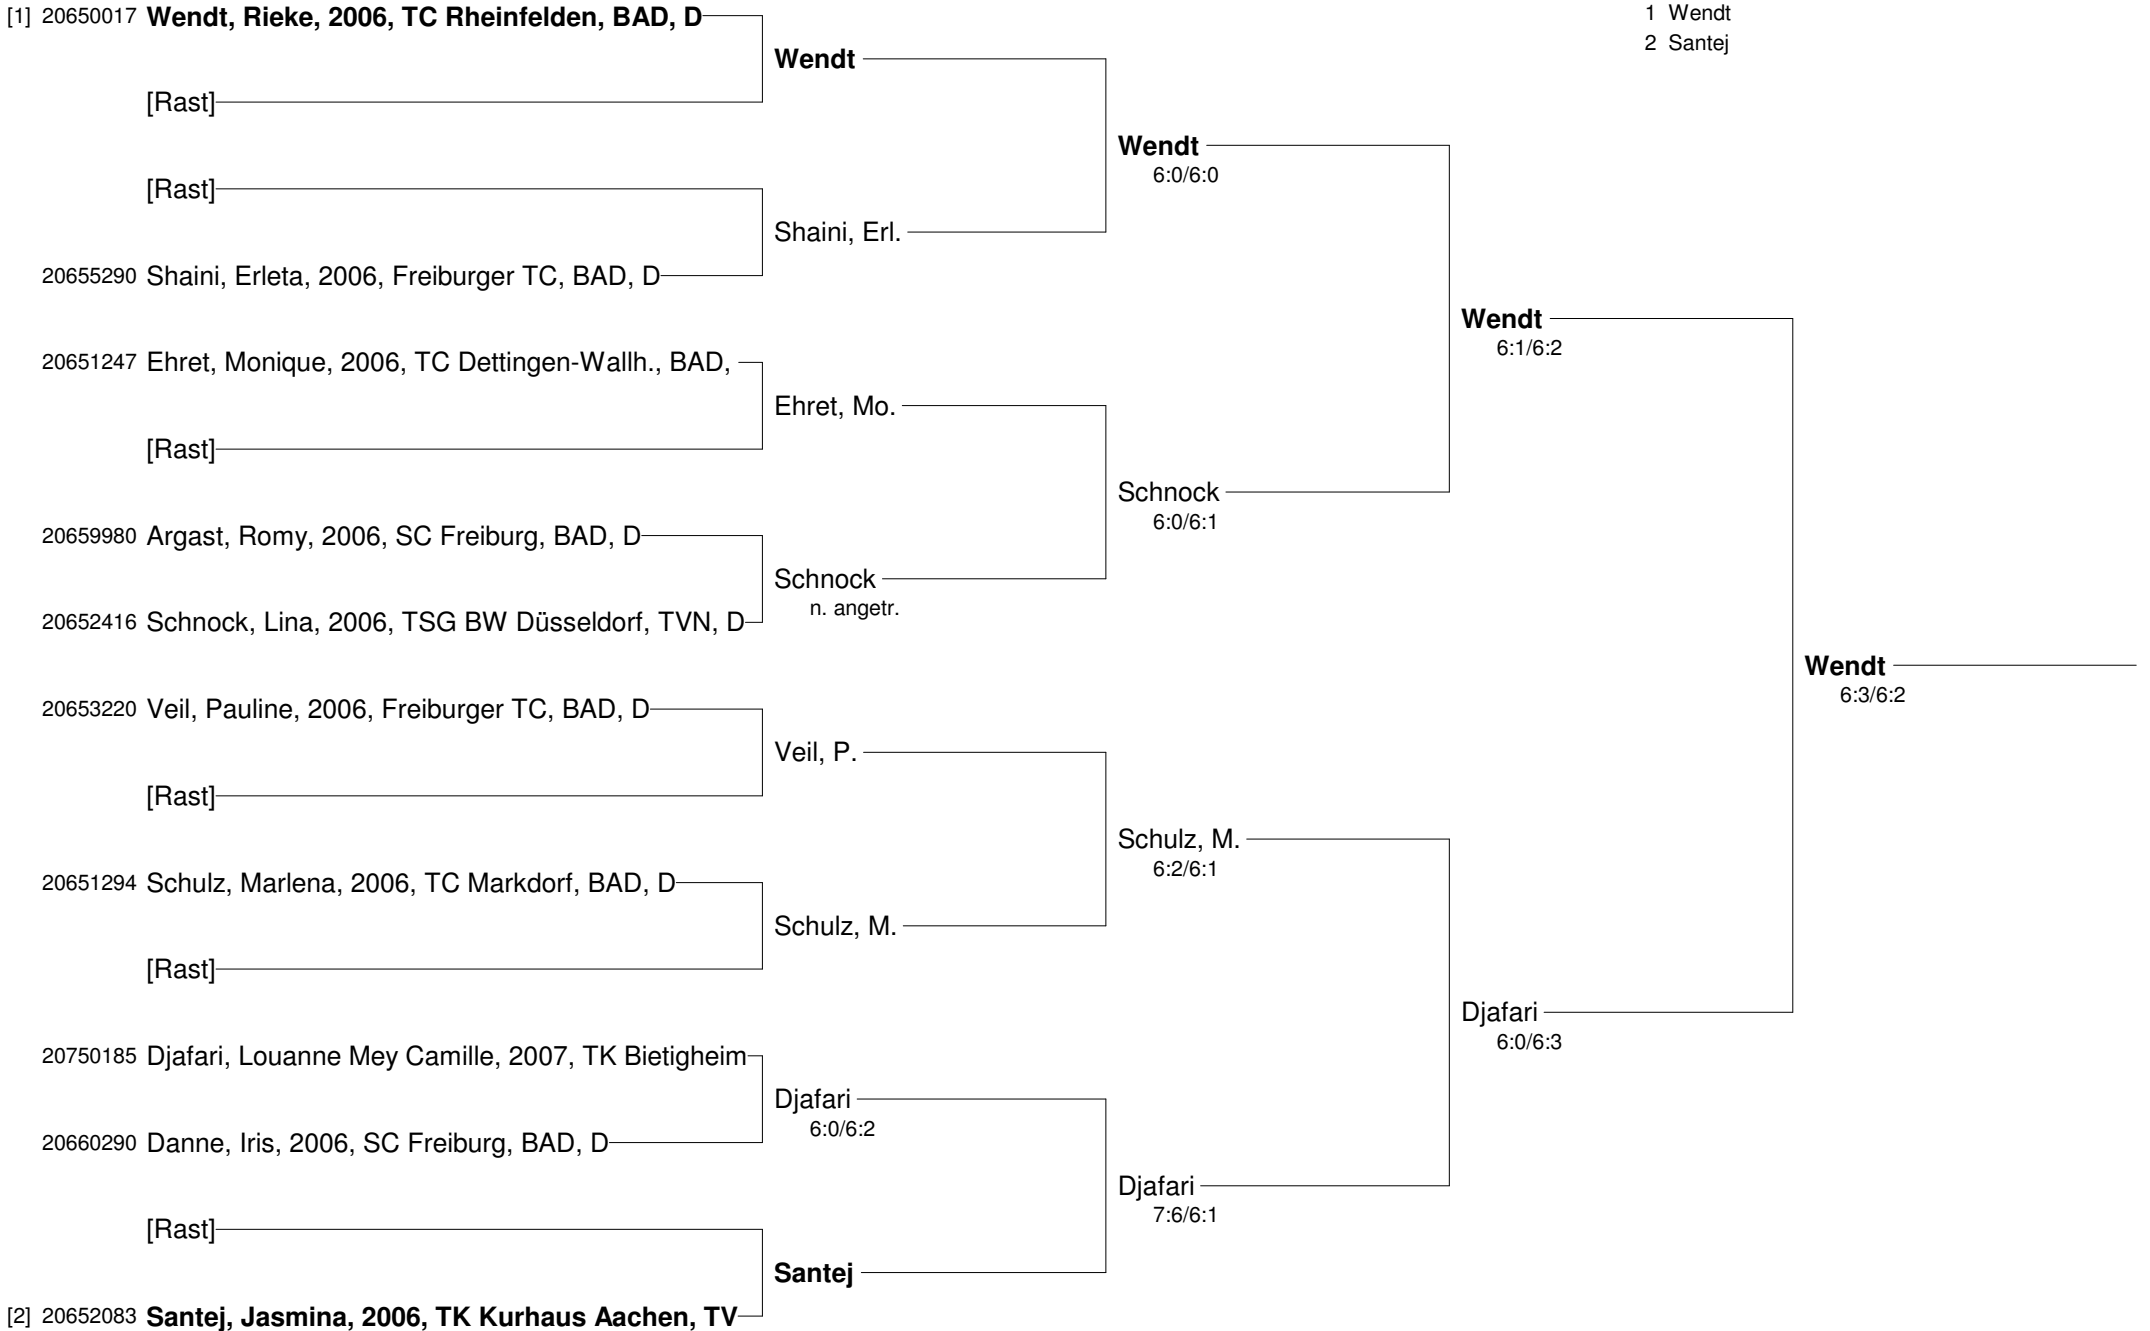 [1] 20650017 Wendt, Rieke, 2006, TC Rheinfelden, BAD, D
1 Wendt
2 Santej
Wendt
[Rast]
Wendt
6:0/6:0
[Rast]
Shaini, Erl.
20655290 Shaini, Erleta, 2006, Freiburger TC, BAD, D
Wendt
6:1/6:2
20651247 Ehret, Monique, 2006, TC Dettingen-Wallh., BAD,
Ehret, Mo.
[Rast]
Schnock
6:0/6:1
20659980 Argast, Romy, 2006, SC Freiburg, BAD, D
Schnock
n. angetr.
20652416 Schnock, Lina, 2006, TSG BW Düsseldorf, TVN, D
Wendt
6:3/6:2
20653220 Veil, Pauline, 2006, Freiburger TC, BAD, D
Veil, P.
[Rast]
Schulz, M.
6:2/6:1
20651294 Schulz, Marlena, 2006, TC Markdorf, BAD, D
Schulz, M.
[Rast]
Djafari
6:0/6:3
20750185 Djafari, Louanne Mey Camille, 2007, TK Bietigheim
Djafari
6:0/6:2
20660290 Danne, Iris, 2006, SC Freiburg, BAD, D
Djafari
7:6/6:1
[Rast]
Santej
[2] 20652083 Santej, Jasmina, 2006, TK Kurhaus Aachen, TV